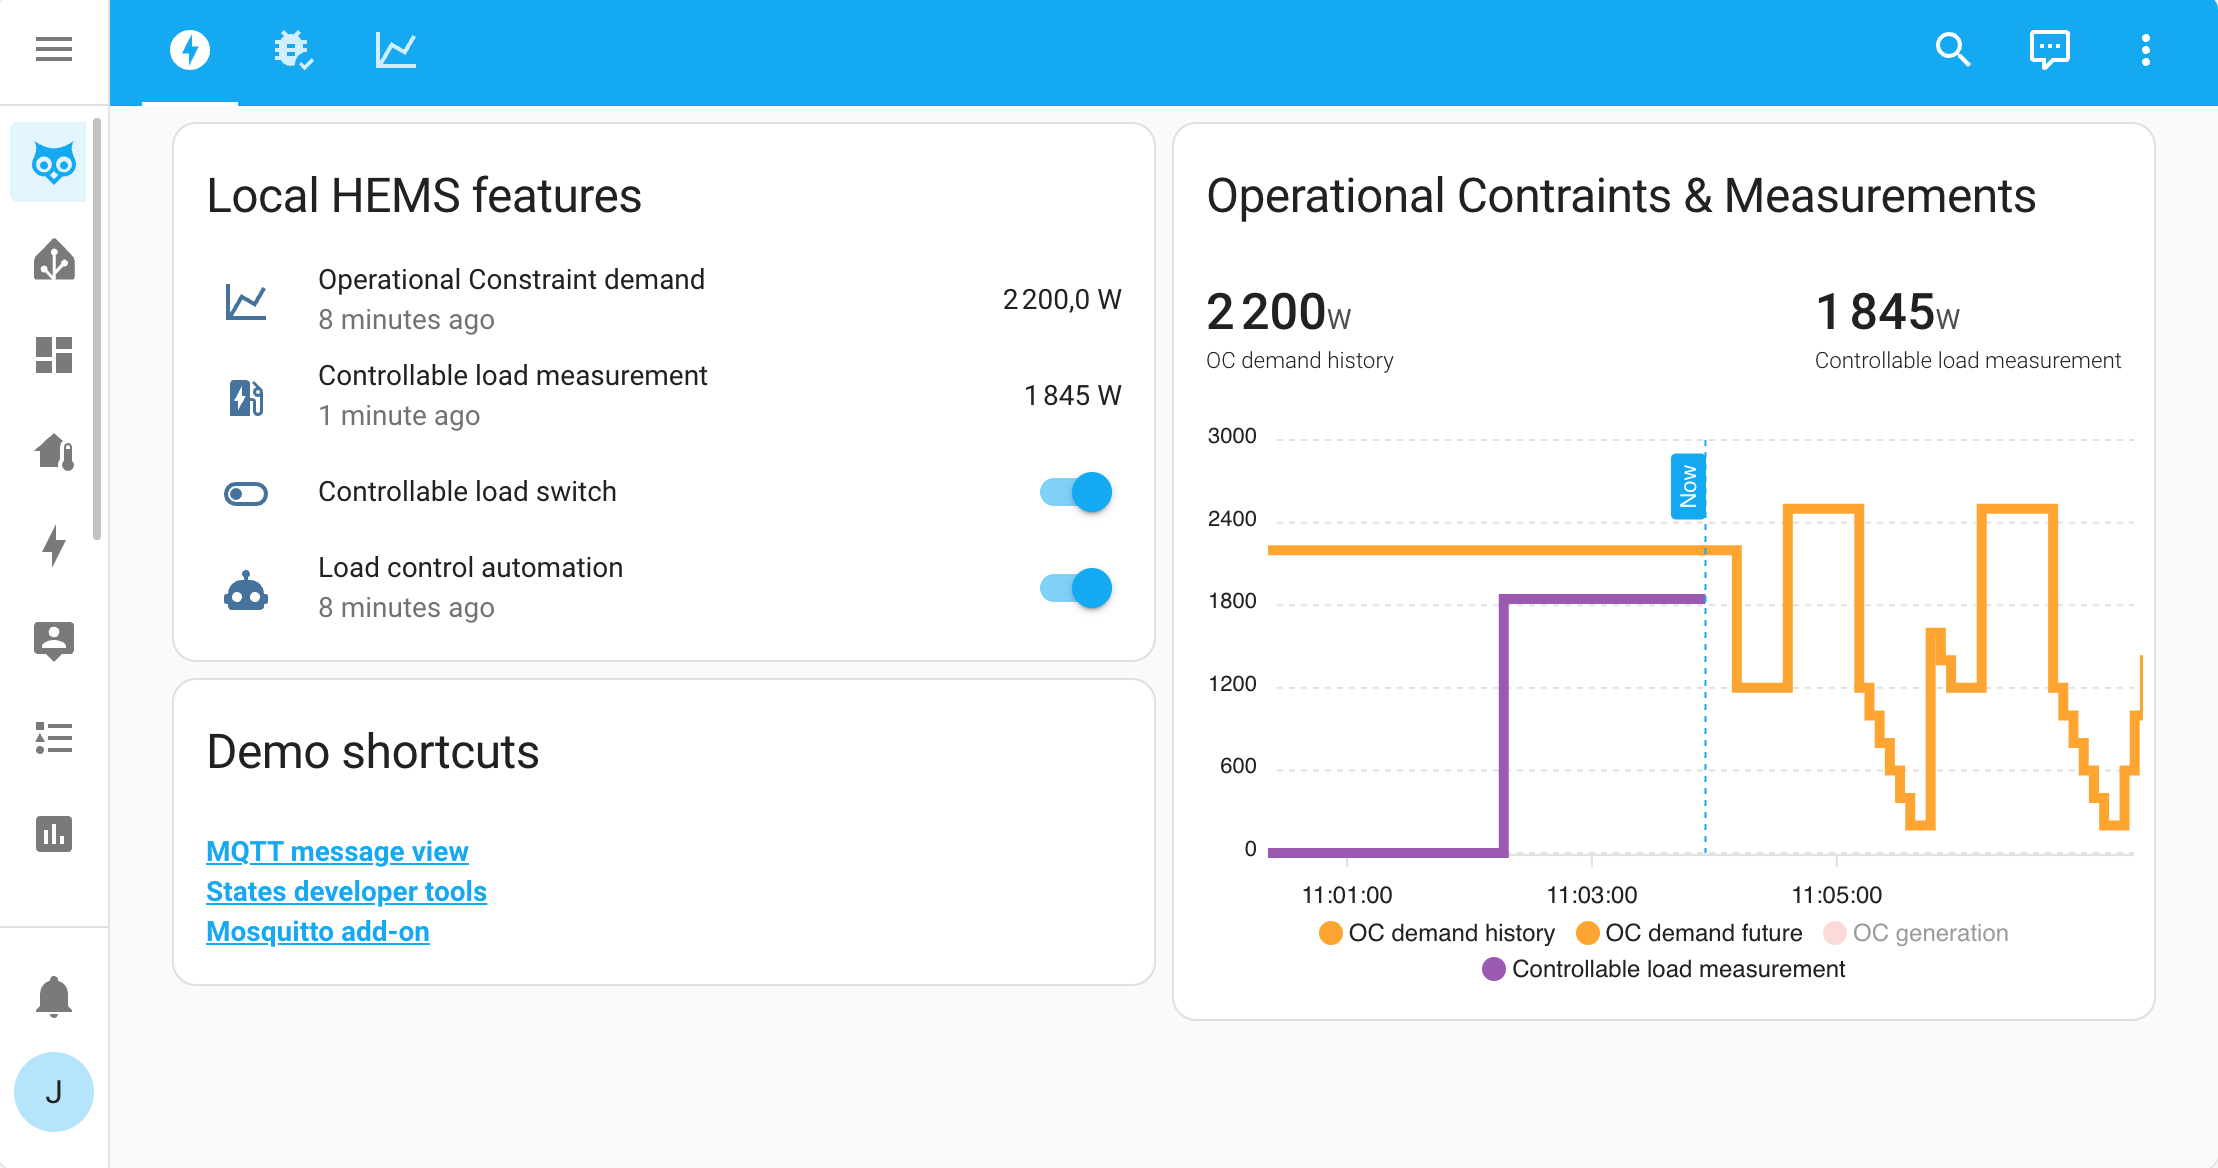 Local HEMS features
Operational Constraint demand
8 minutes ago
2 200,0 W
Controllable load measurement
1 minute ago
1 845 W
Controllable load switch
Load control automation
8 minutes ago
Demo shortcuts
MQTT message view
States developer tools
Mosquitto add-on
J
Operational Contraints & Measurements
2 200 W
OC demand history
1 845 W
Controllable load measurement
3000
2400
1800
1200
600
0
Now
11:01:00
11:03:00
11:05:00
OC demand history
OC demand future
OC generation
Controllable load measurement